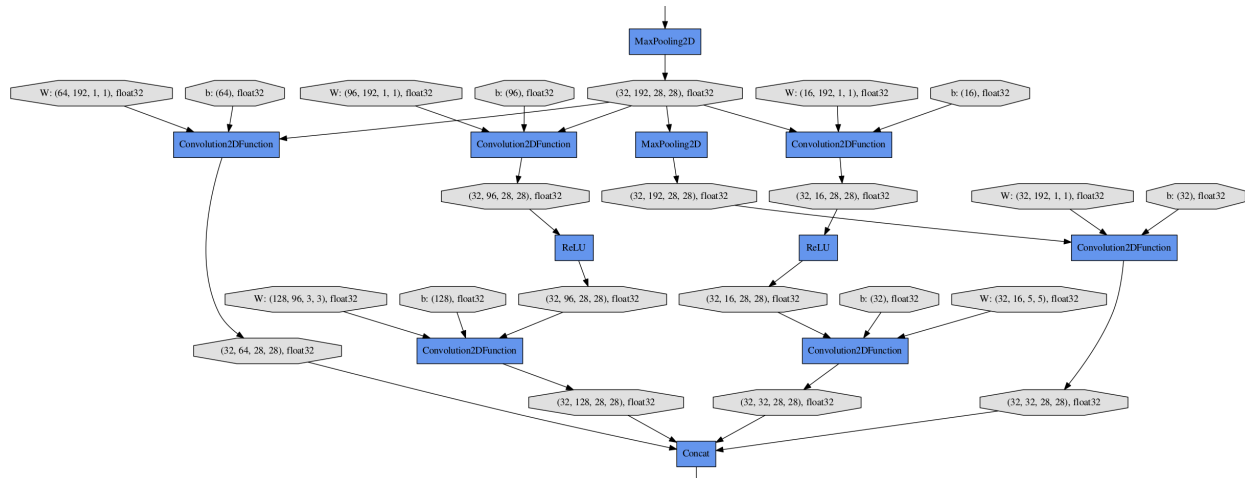 MaxPooling2D
W: (64, 192, 1, 1), float32
b: (64), float32
W: (96, 192, 1, 1), float32
b: (96), float32
(32, 192, 28, 28), float32
W: (16, 192, 1, 1), float32
b: (16), float32
Convolution2DFunction
Convolution2DFunction
MaxPooling2D
Convolution2DFunction
(32, 96, 28, 28), float32
(32, 192, 28, 28), float32
(32, 16, 28, 28), float32
W: (32, 192, 1, 1), float32
b: (32), float32
ReLU
ReLU
Convolution2DFunction
W: (128, 96, 3, 3), float32
b: (128), float32
(32, 96, 28, 28), float32
(32, 16, 28, 28), float32
b: (32), float32
W: (32, 16, 5, 5), float32
(32, 64, 28, 28), float32
Convolution2DFunction
Convolution2DFunction
(32, 128, 28, 28), float32
(32, 32, 28, 28), float32
(32, 32, 28, 28), float32
Concat